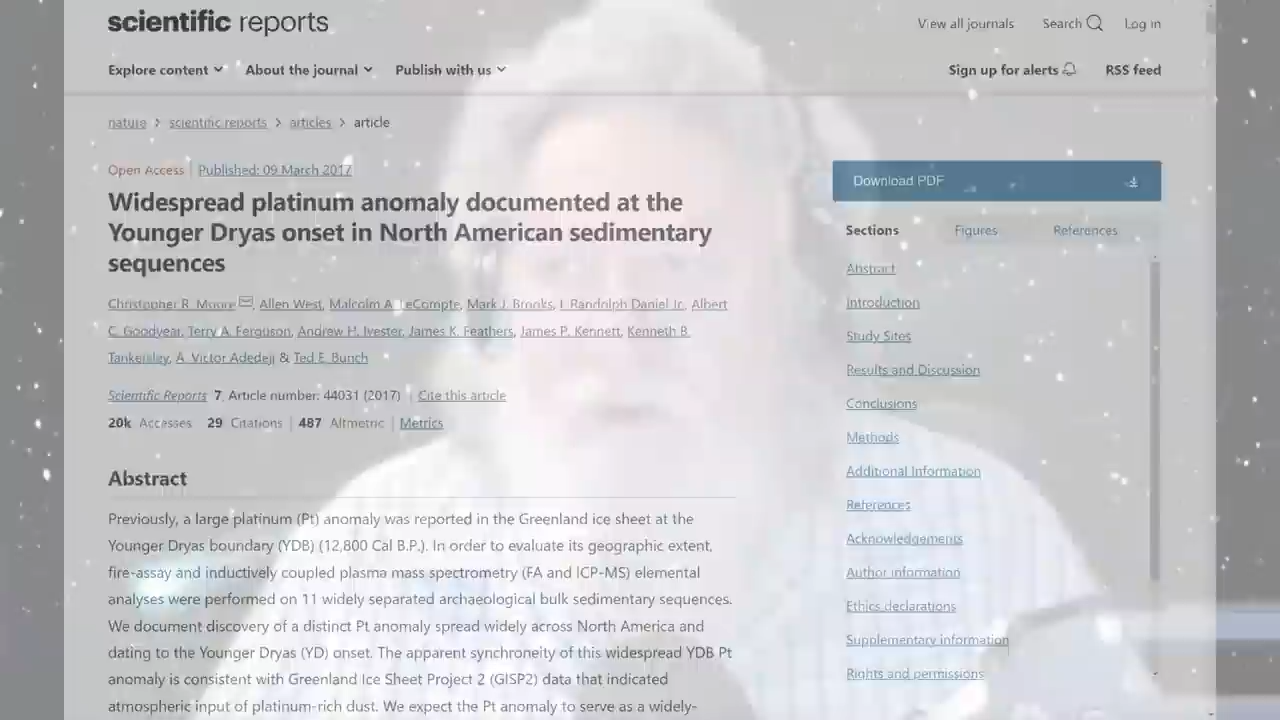 scientific reports
View all journals Search Log in
Explore content About the journal Publish with us
Sign up for alerts RSS feed
nature > scientific reports > articles > article
Open Access | Published: 09 March 2017
Widespread platinum anomaly documented at the
Younger Dryas onset in North American sedimentary
sequences
Christopher R. Moore, Allen West, Malcolm A. LeCompte, Mark J. Brooks, I. Randolph Daniel Jr., Albert
C. Goodyear, Terry A. Ferguson, Andrew H. Ivester, James K. Feathers, James P. Kennett, Kenneth B.
Tankersley, A. Victor Adedeji & Ted E. Bunch
Scientific Reports 7, Article number: 44031 (2017) | Cite this article
20k Accesses 29 Citations | 487 Altmetric | Metrics
Abstract
Previously, a large platinum (Pt) anomaly was reported in the Greenland ice sheet at the
Younger Dryas boundary (YDB) (12,800 Cal B.P.). In order to evaluate its geographic extent,
fire-assay and inductively coupled plasma mass spectrometry (FA and ICP-MS) elemental
analyses were performed on 11 widely separated archaeological bulk sedimentary sequences.
We document discovery of a distinct Pt anomaly spread widely across North America and
dating to the Younger Dryas (YD) onset. The apparent synchroneity of this widespread YDB Pt
anomaly is consistent with Greenland Ice Sheet Project 2 (GISP2) data that indicated
atmospheric input of platinum-rich dust. We expect the Pt anomaly to serve as a widely-
Download PDF
Sections Figures References
Abstract
Introduction
Study Sites
Results and Discussion
Conclusions
Methods
Additional Information
References
Acknowledgements
Author information
Ethics declarations
Supplementary information
Rights and permissions